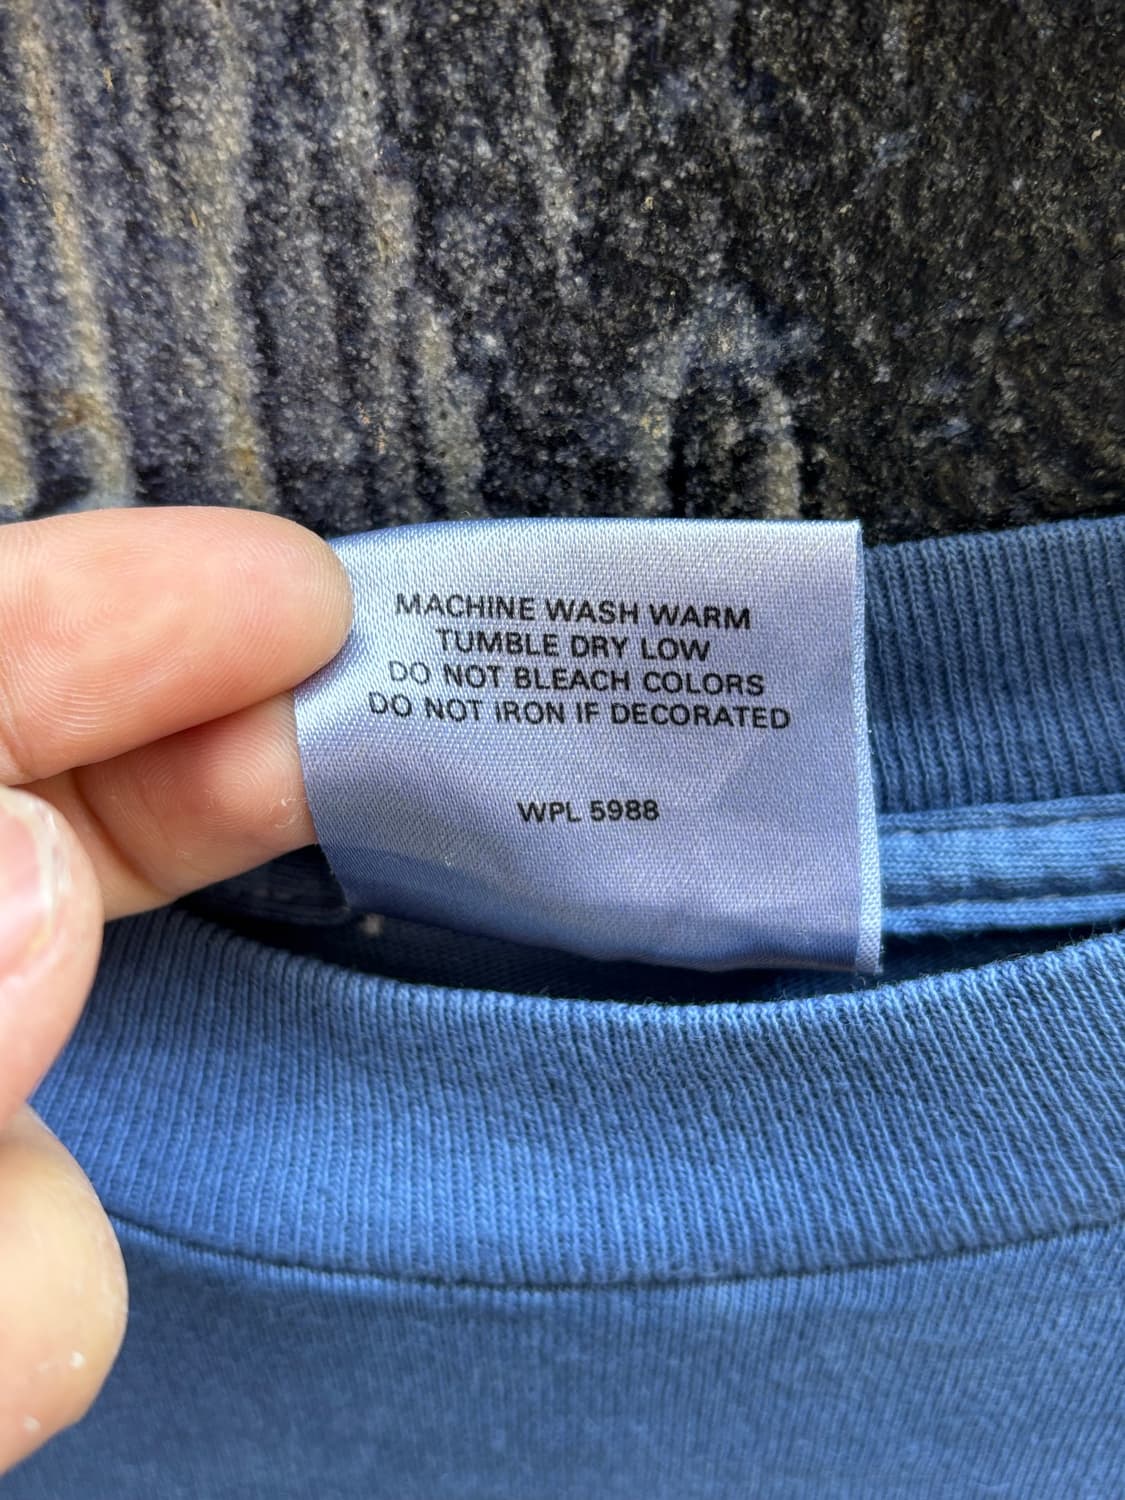 MACHINE WASH WARM
TUMBLE DRY LOW
DO NOT BLEACH COLORS
DO NOT IRON IF DECORATED
WPL 5988